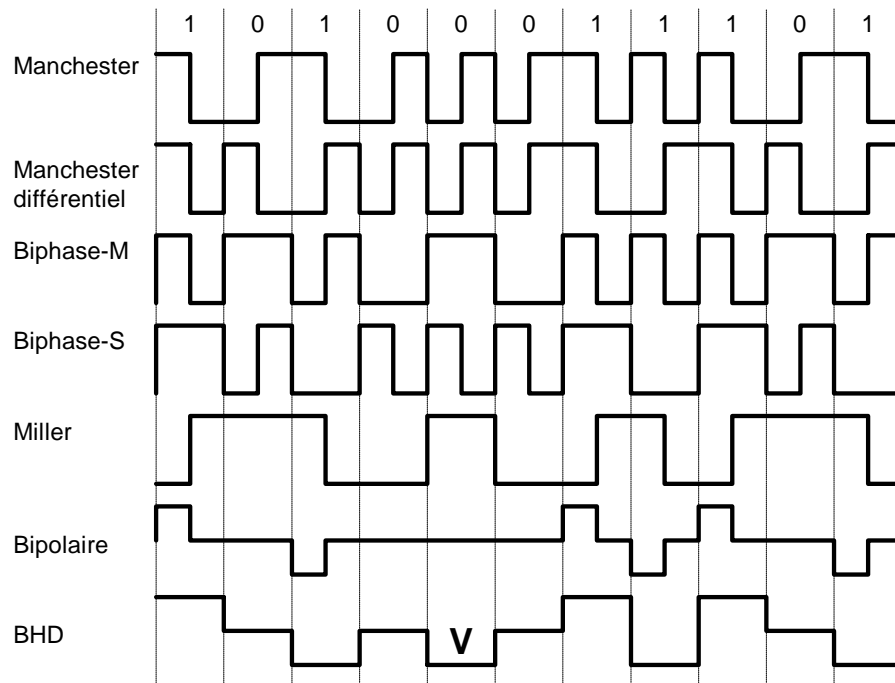 1 0 1 0 0 0 1 1 1 0 1
Manchester
Manchester
différentiel
Biphase-M
Biphase-S
Miller
Bipolaire
BHD
V